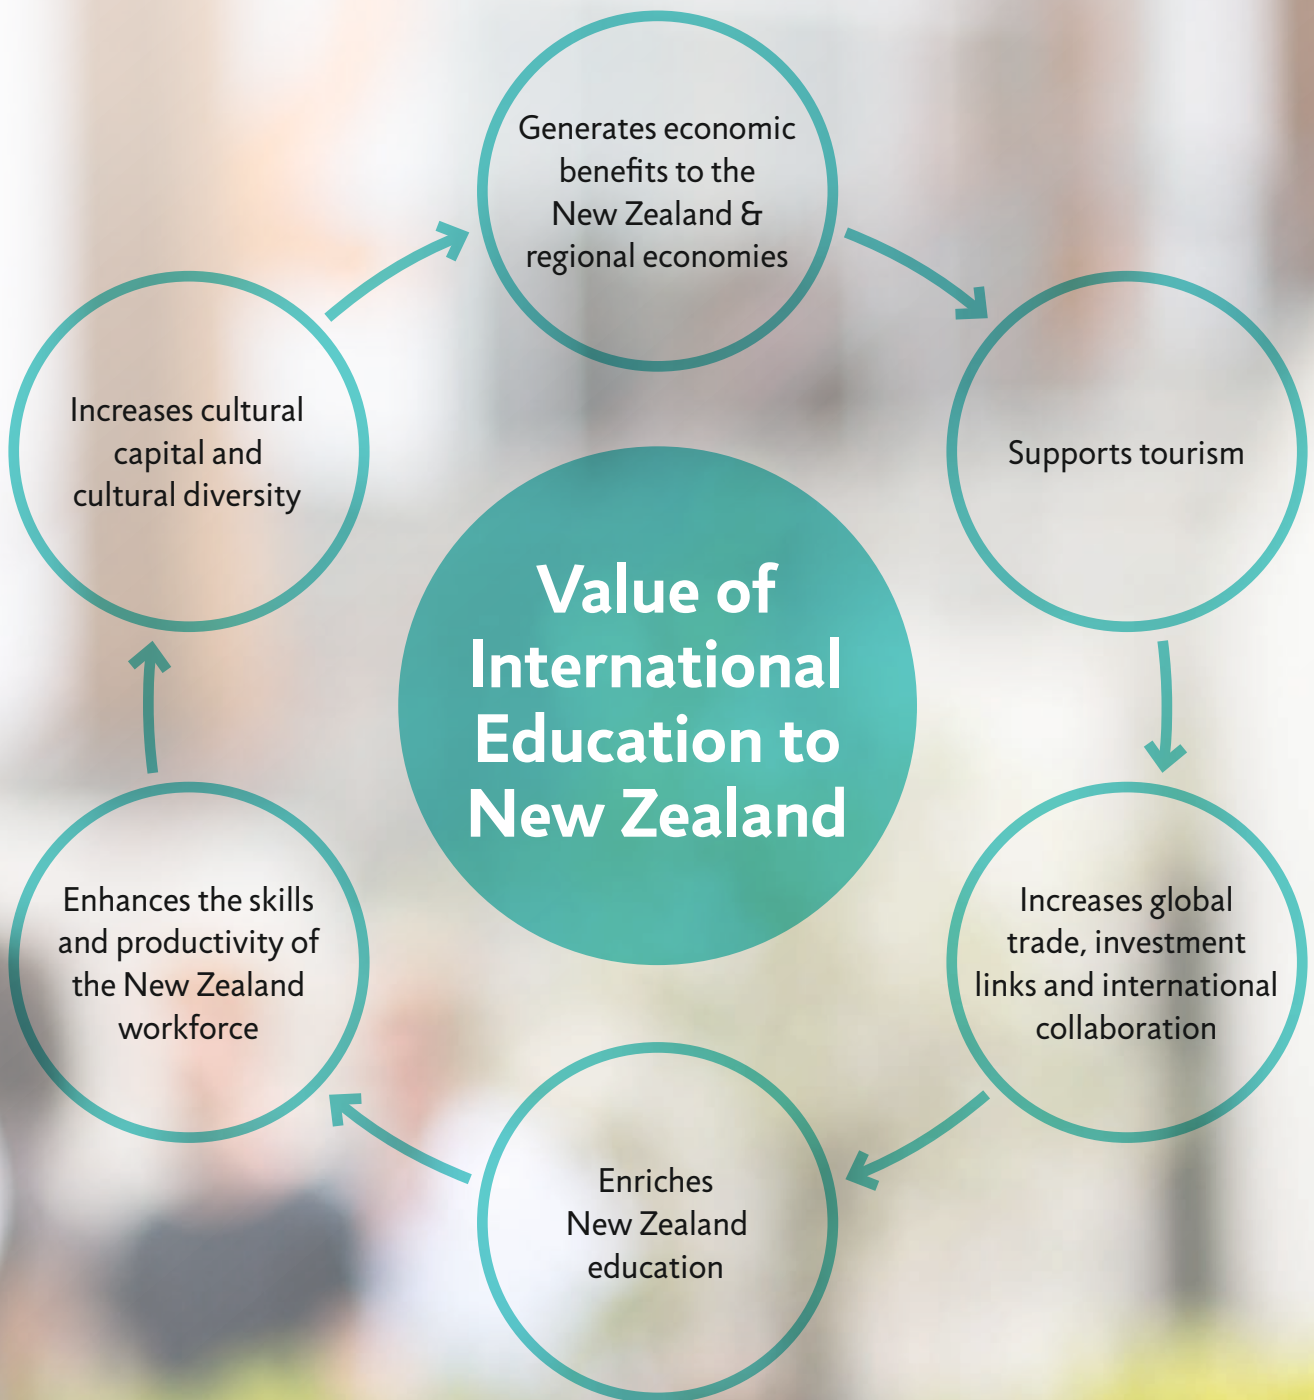 Generates economic
benefits to the
New Zealand &
regional economies
Supports tourism
Increases global
trade, investment
links and international
collaboration
Enriches
New Zealand
education
Enhances the skills
and productivity of
the New Zealand
workforce
Increases cultural
capital and
cultural diversity
Value of
International
Education to
New Zealand